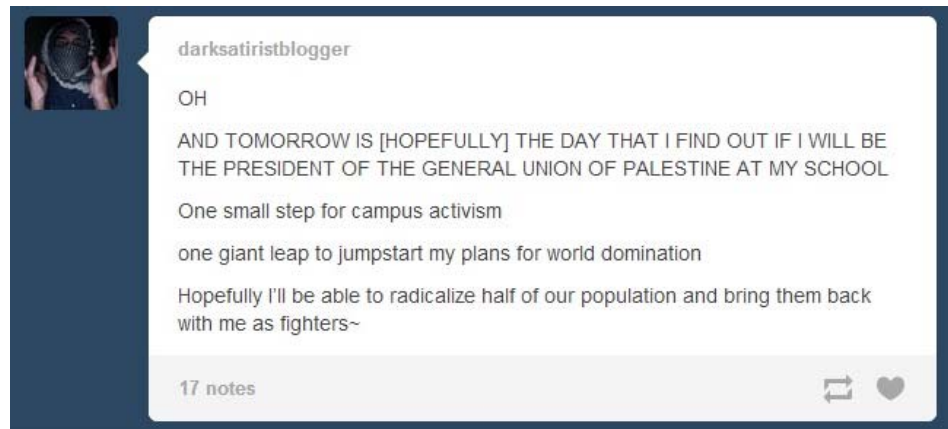 darksatiristblogger
OH
AND TOMORROW IS [HOPEFULLY] THE DAY THAT I FIND OUT IF I WILL BE
THE PRESIDENT OF THE GENERAL UNION OF PALESTINE AT MY SCHOOL
One small step for campus activism
one giant leap to jumpstart my plans for world domination
Hopefully I'll be able to radicalize half of our population and bring them back
with me as fighters~
17 notes